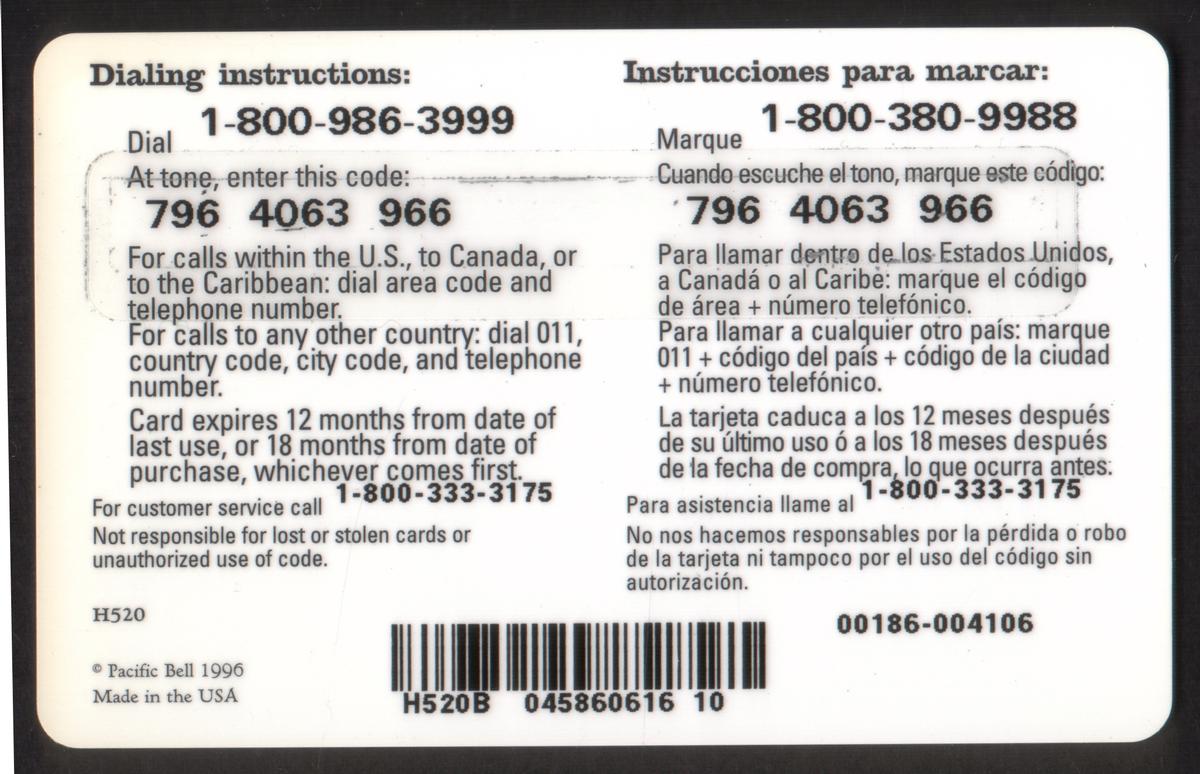 Dialing instructions:
1-800-986-3999
Dial
At tone, enter this code:
796 4063 966
For calls within the U.S., to Canada, or
to the Caribbean: dial area code and
telephone number.
For calls to any other country: dial 011,
country code, city code, and telephone
number.
Card expires 12 months from date of
last use, or 18 months from date of
purchase, whichever comes first.
For customer service call 1-800-333-3175
Not responsible for lost or stolen cards or
unauthorized use of code.
H520
© Pacific Bell 1996
Made in the USA
Instrucciones para marcar:
1-800-380-9988
Marque
Cuando escuche el tono, marque este código:
796 4063 966
Para llamar dentro de los Estados Unidos,
a Canadá o al Caribe: marque el código
de área + número telefónico.
Para llamar a cualquier otro país: marque
011 + código del país + código de la ciudad
+ número telefónico.
La tarjeta caduca a los 12 meses después
de su último uso ó a los 18 meses después
de la fecha de compra, lo que ocurra antes.
Para asistencia llame al 1-800-333-3175
No nos hacemos responsables por la pérdida o robo
de la tarjeta ni tampoco por el uso del código sin
autorización.
00186-004106
H520B 045860616 10